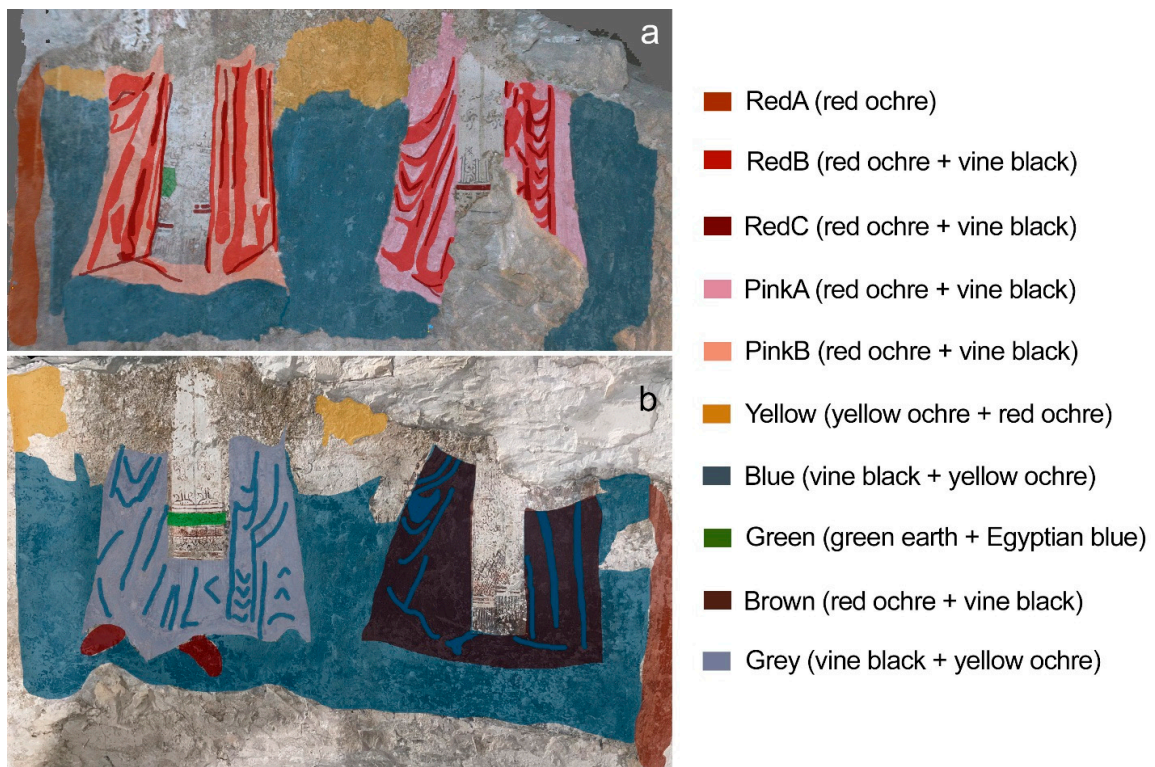 a
b
RedA (red ochre)
RedB (red ochre + vine black)
RedC (red ochre + vine black)
PinkA (red ochre + vine black)
PinkB (red ochre + vine black)
Yellow (yellow ochre + red ochre)
Blue (vine black + yellow ochre)
Green (green earth + Egyptian blue)
Brown (red ochre + vine black)
Grey (vine black + yellow ochre)